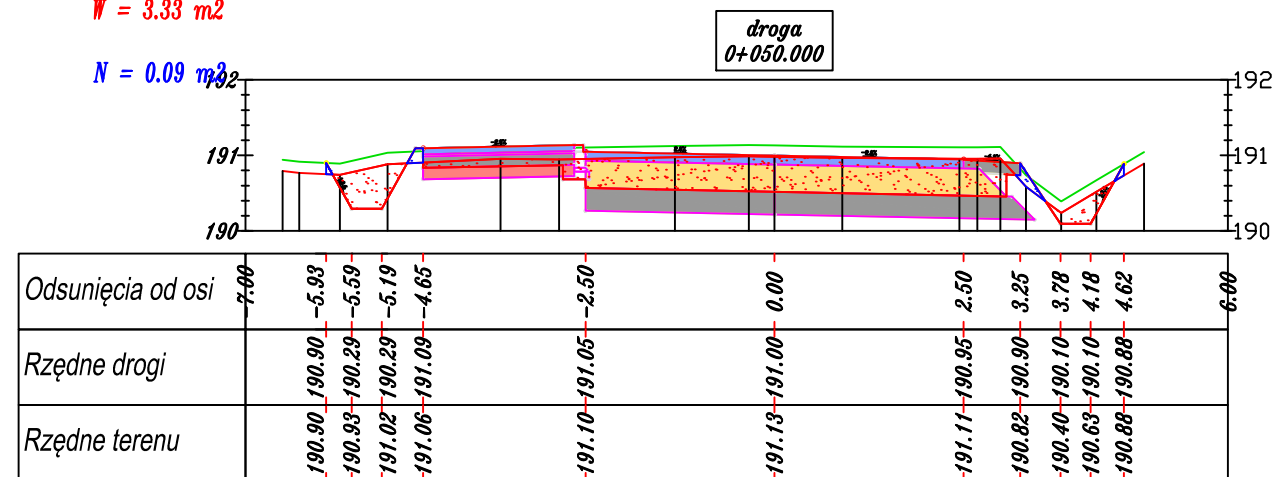 W = 3.33 m2
droga
0+050.000
N = 0.09 m2
192 192
191 191
190 190
Odsunięcia od osi -7.00 -5.93 -5.59 -5.19 -4.65 -2.50 0.00 2.50 3.25 3.78 4.18 4.62 6.00
Rzędne drogi 190.90 190.29 190.29 191.09 191.05 191.00 190.95 190.90 190.10 190.10 190.88
Rzędne terenu 190.90 190.93 191.02 191.06 191.10 191.13 191.11 190.82 190.40 190.63 190.88